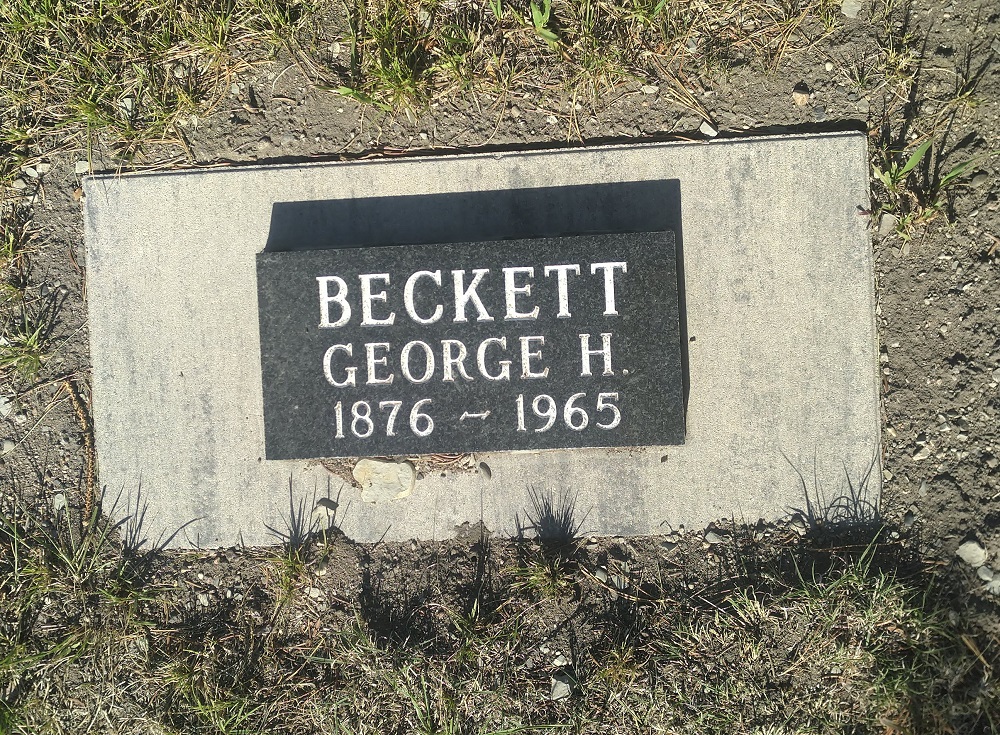 BECKETT
GEORGE H.
1876 ~ 1965